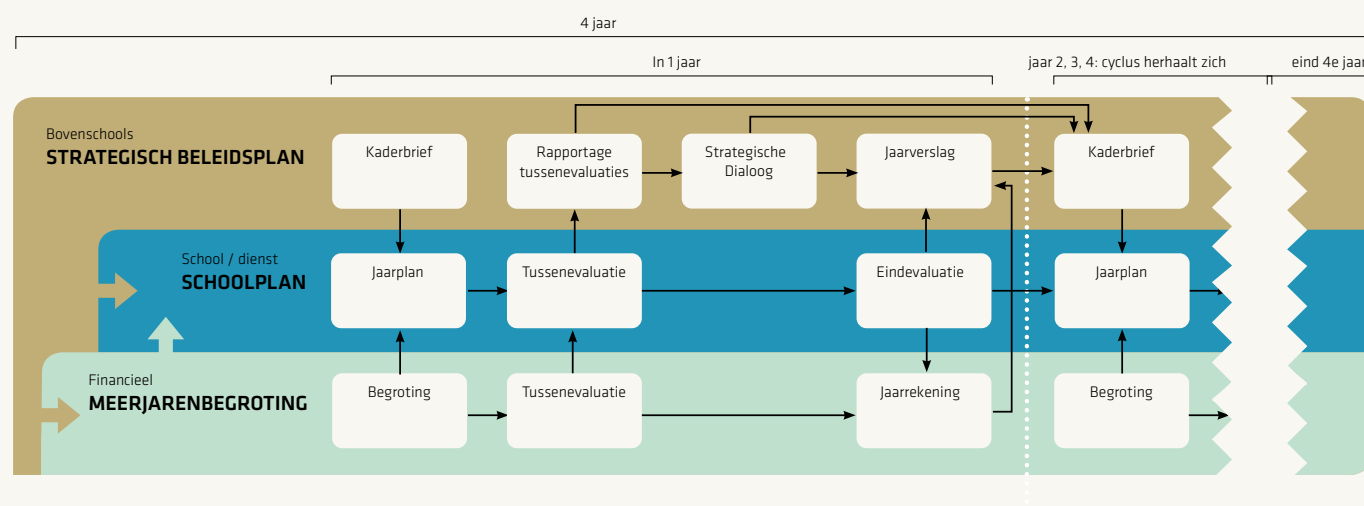 4 jaar
In 1 jaar
jaar 2, 3, 4: cyclus herhaalt zich
eind 4e jaar
Bovenschools
STRATEGISCH BELEIDSPLAN
Kaderbrief
Rapportage
tussenevaluaties
Strategische
Dialoog
Jaarverslag
Kaderbrief
School / dienst
SCHOOLPLAN
Jaarplan
Tussenevaluatie
Eindevaluatie
Jaarplan
Financieel
MEERJARENBEGROTING
Begroting
Tussenevaluatie
Jaarrekening
Begroting